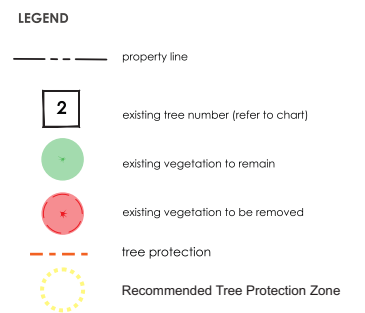 LEGEND
property line
2
existing tree number (refer to chart)
existing vegetation to remain
existing vegetation to be removed
tree protection
Recommended Tree Protection Zone